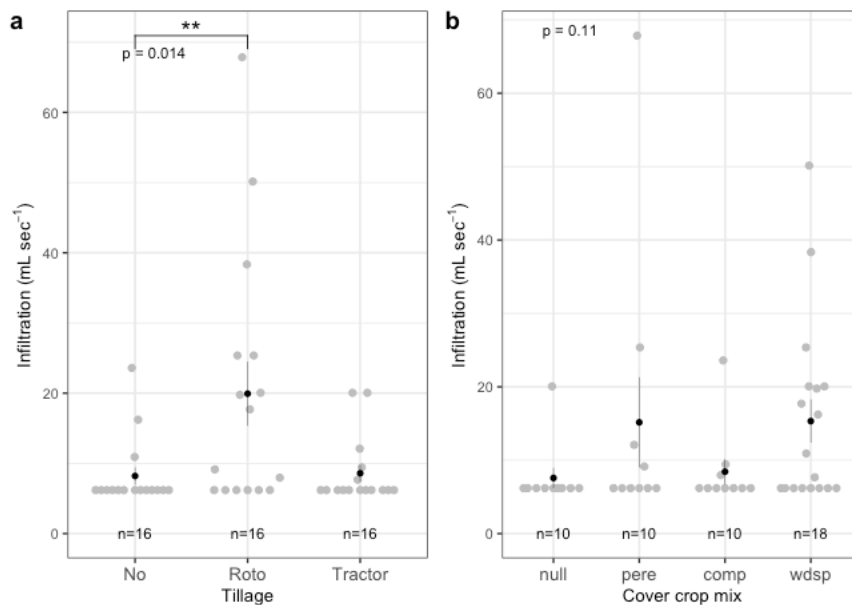 a
**
p = 0.014
Infiltration (mL sec⁻¹)
60
40
20
0
n=16 n=16 n=16
No Roto Tractor
Tillage
b
p = 0.11
Infiltration (mL sec⁻¹)
60
40
20
0
n=10 n=10 n=10 n=18
null pere comp wdsp
Cover crop mix